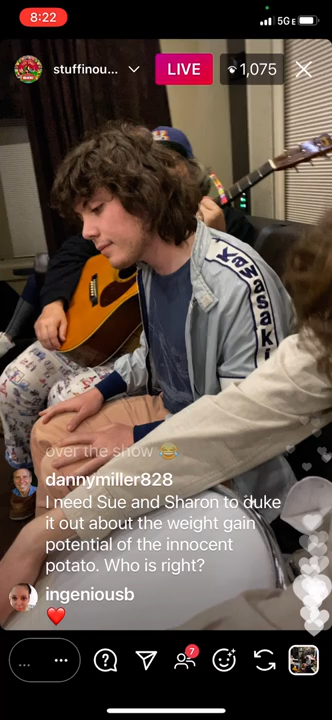 8:22
5GE
stuffinou...
LIVE
1,075
Kawasaki
over the show 😂
dannymiller828
I need Sue and Sharon to duke
it out about the weight gain
potential of the innocent
potato. Who is right?
ingeniousb
❤️
...
7